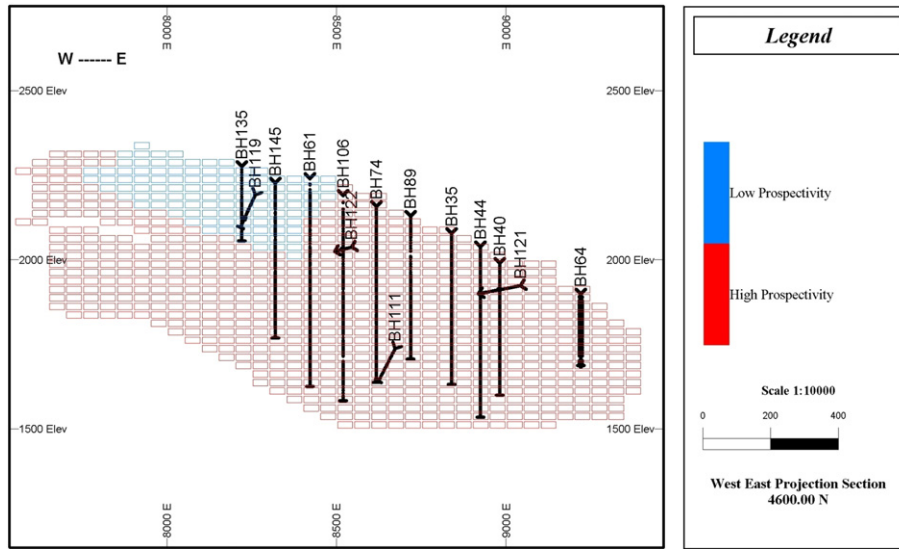 8000 E
8500 E
9000 E
W ------ E
2500 Elev
2500 Elev
BH135
BH119
BH145
BH61
BH106
BH122
BH74
BH111
BH89
BH35
BH44
BH40
BH121
BH64
2000 Elev
2000 Elev
1500 Elev
1500 Elev
8000 E
8500 E
9000 E
Legend
Low Prospectivity
High Prospectivity
Scale 1:10000
0 200 400
West East Projection Section
4600.00 N